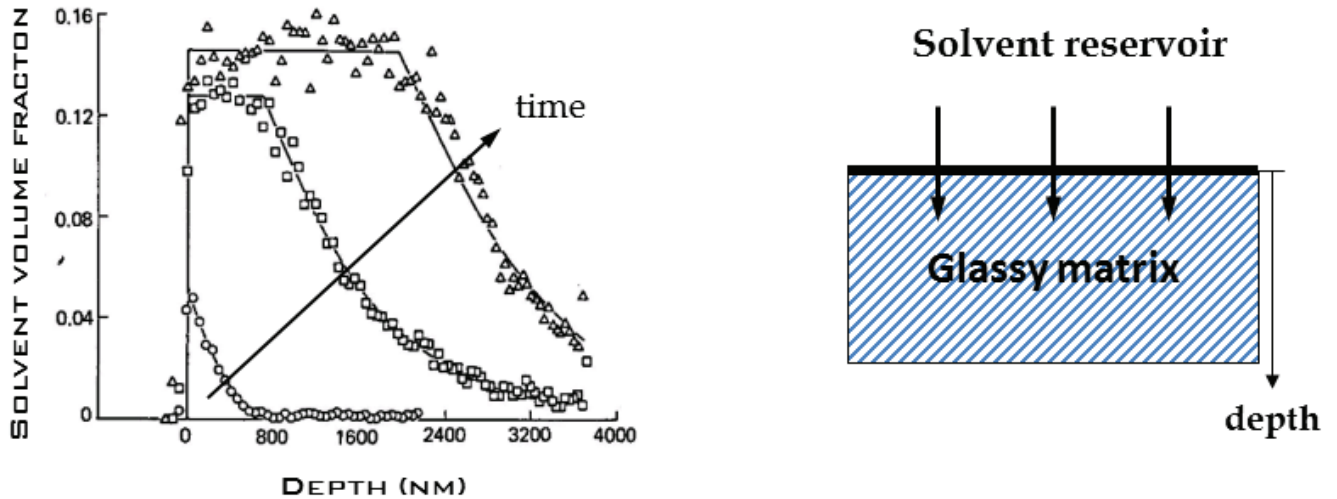 SOLVENT VOLUME FRACTON
0.16
0.12
0.08
0.04
0
0 800 1600 2400 3200 4000
DEPTH (NM)
time
Solvent reservoir
Glassy matrix
depth